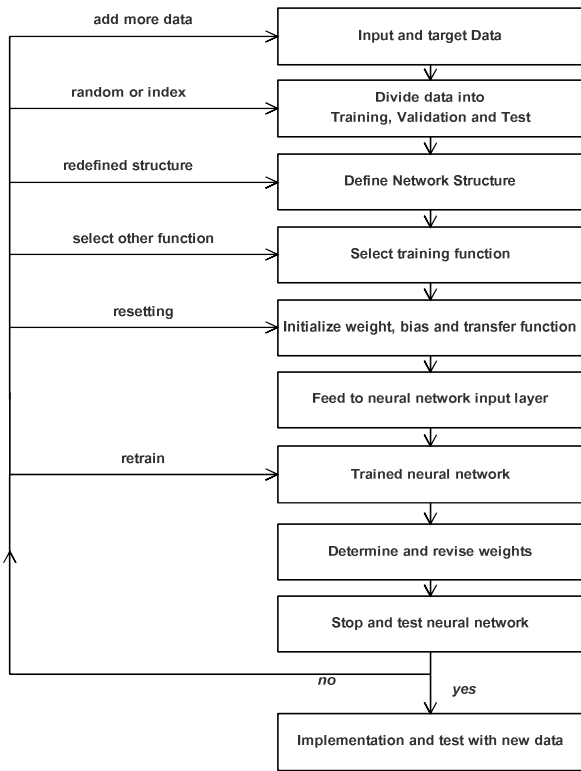 add more data
Input and target Data
random or index
Divide data into
Training, Validation and Test
redefined structure
Define Network Structure
select other function
Select training function
resetting
Initialize weight, bias and transfer function
Feed to neural network input layer
retrain
Trained neural network
Determine and revise weights
Stop and test neural network
no
yes
Implementation and test with new data